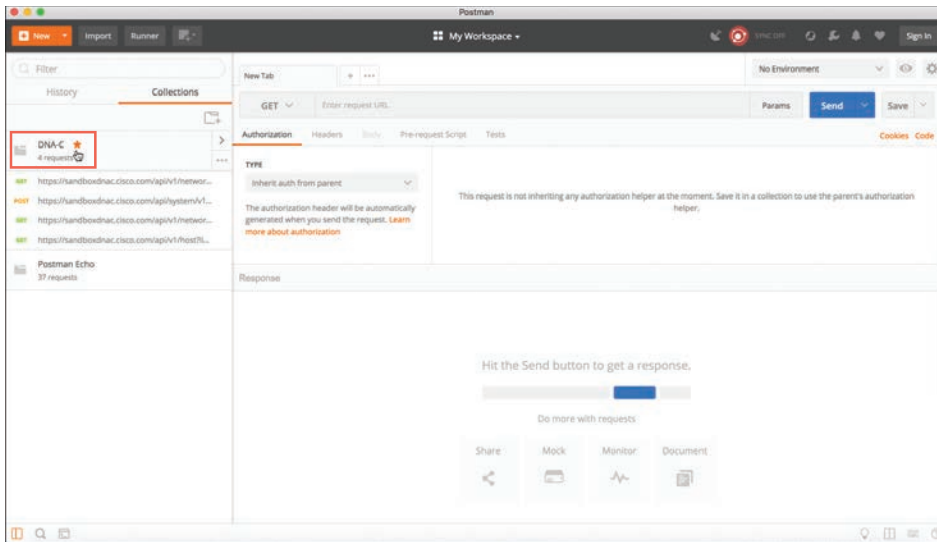 Postman
New
Import
Runner
My Workspace
SYNC OFF
Sign In
Filter
History
Collections
DNA-C
4 requests
GET https://sandboxdnac.cisco.com/api/v1/networ...
POST https://sandboxdnac.cisco.com/api/system/v1...
GET https://sandboxdnac.cisco.com/api/v1/networ...
GET https://sandboxdnac.cisco.com/api/v1/host?li...
Postman Echo
37 requests
New Tab
No Environment
GET
Enter request URL
Params
Send
Save
Authorization
Headers
Body
Pre-request Script
Tests
Cookies
Code
TYPE
Inherit auth from parent
The authorization header will be automatically
generated when you send the request. Learn
more about authorization
This request is not inheriting any authorization helper at the moment. Save it in a collection to use the parent's authorization
helper.
Response
Hit the Send button to get a response.
Do more with requests
Share
Mock
Monitor
Document